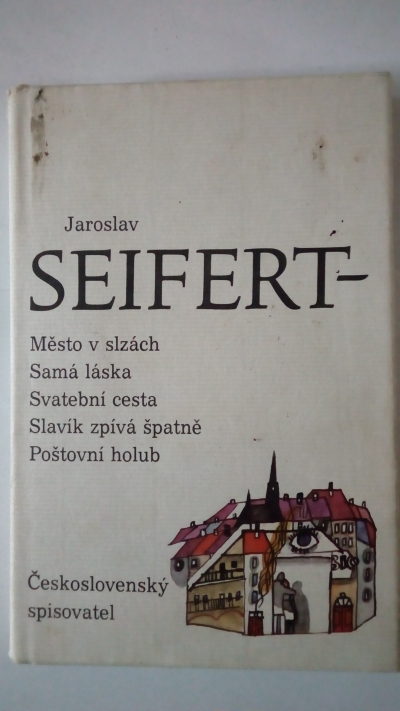 Jaroslav
SEIFERT-
Město v slzách
Samá láska
Svatební cesta
Slavík zpívá špatně
Poštovní holub
Československý
spisovatel